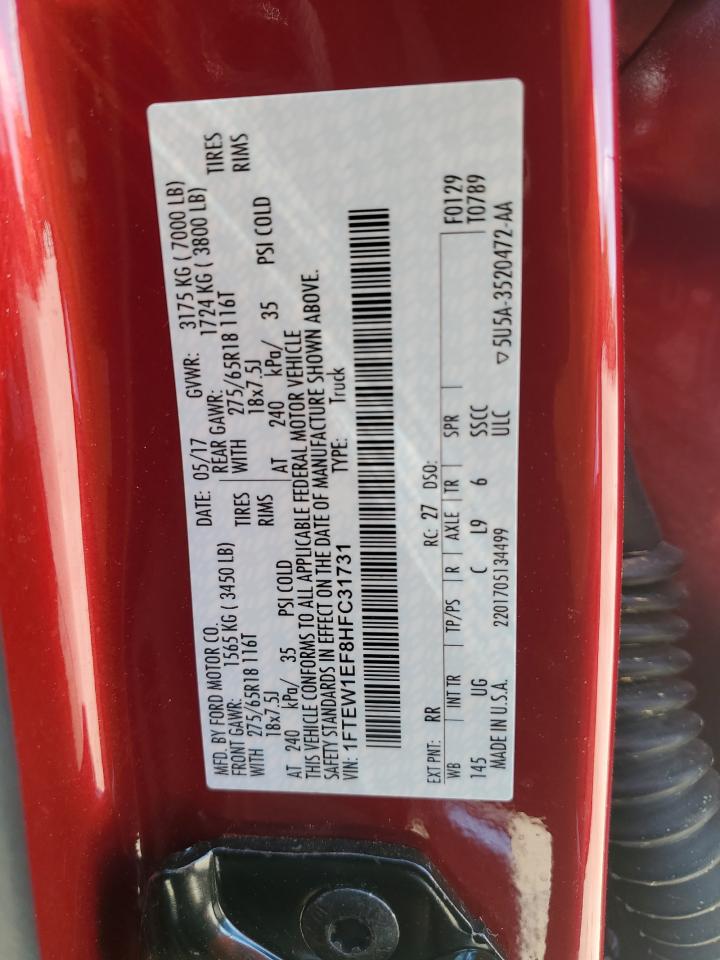 MFD. BY FORD MOTOR CO. DATE: 05/17 GVWR: 3175 KG ( 7000 LB)
FRONT GAWR: 1565 KG ( 3450 LB) REAR GAWR: 1724 KG ( 3800 LB)
WITH 275/65R18 116T TIRES WITH 275/65R18 116T TIRES
18x7.5J RIMS 18x7.5J RIMS
AT 240 kPa/ 35 PSI COLD AT 240 kPa/ 35 PSI COLD
THIS VEHICLE CONFORMS TO ALL APPLICABLE FEDERAL MOTOR VEHICLE
SAFETY STANDARDS IN EFFECT ON THE DATE OF MANUFACTURE SHOWN ABOVE.
VIN: 1FTEW1EF8HFC31731 TYPE: Truck
EXT PNT: RR RC: 27 DSO: F0129
WB INT TR TP/PS R AXLE TR SPR T0789
145 UG C L9 6 SSCC
MADE IN U.S.A. 2201705134499 ULC ▽5U5A-3520472-AA